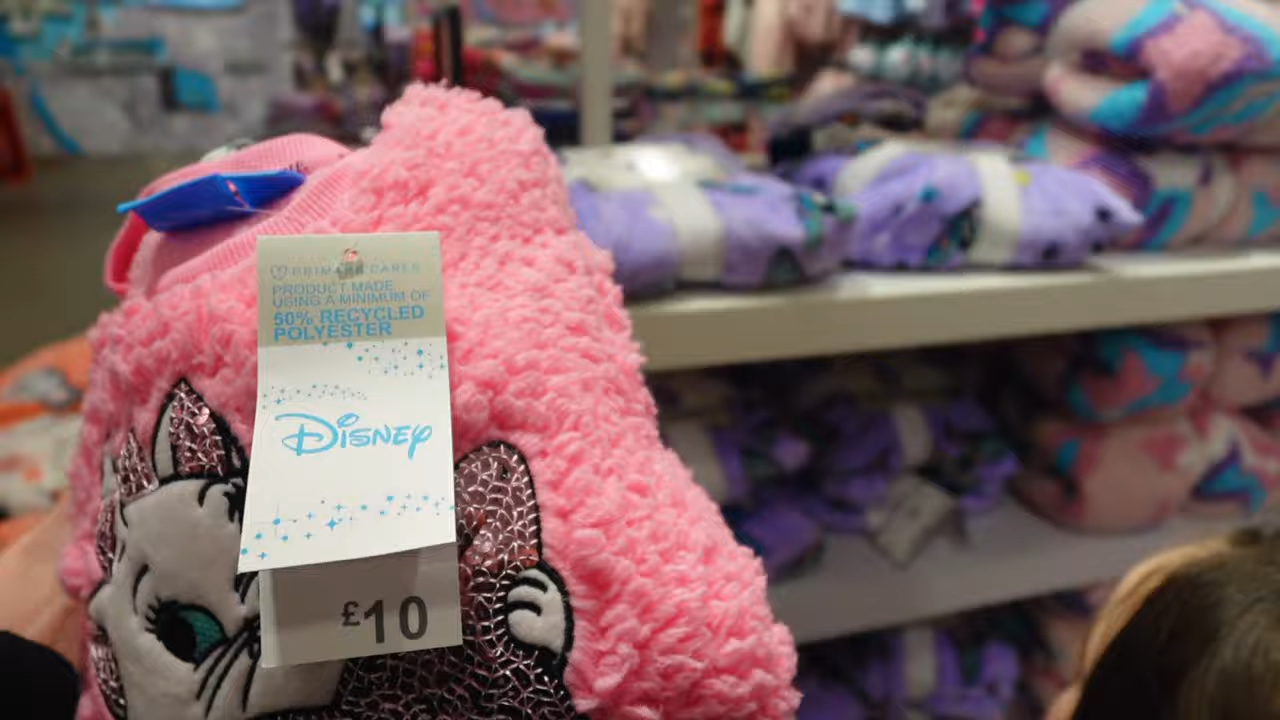 PRIMARK CARES
PRODUCT MADE
USING A MINIMUM OF
50% RECYCLED
POLYESTER
DISNEY
£10